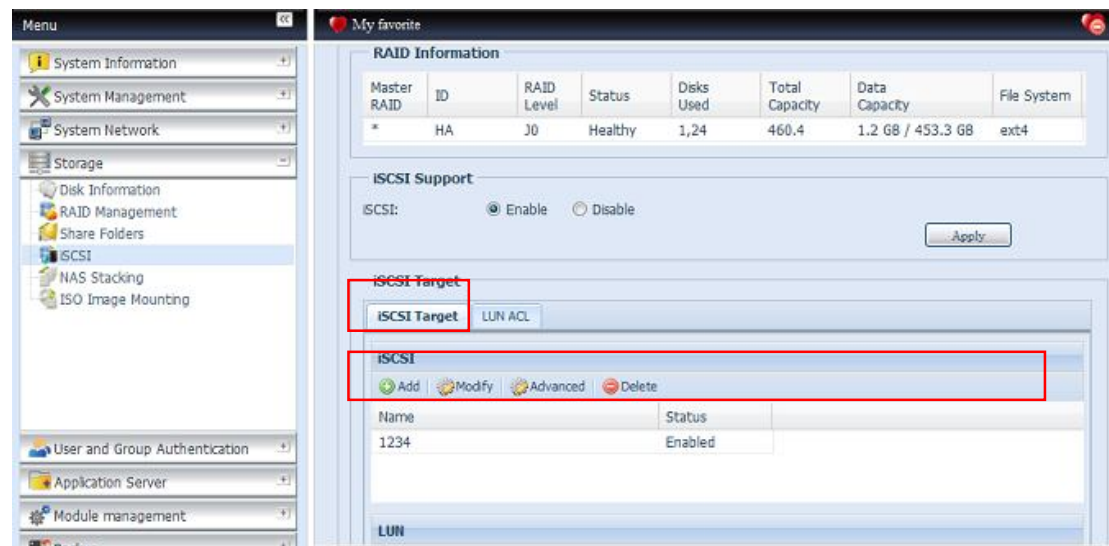 Menu
System Information
System Management
System Network
Storage
Disk Information
RAID Management
Share Folders
iSCSI
NAS Stacking
ISO Image Mounting
User and Group Authentication
Application Server
Module management
My favorite
RAID Information
Master RAID ID RAID Level Status Disks Used Total Capacity Data Capacity File System
* HA J0 Healthy 1,24 460.4 1.2 GB / 453.3 GB ext4
iSCSI Support
iSCSI: Enable Disable
Apply
iSCSI Target
iSCSI Target LUN ACL
iSCSI
Add Modify Advanced Delete
Name Status
1234 Enabled
LUN